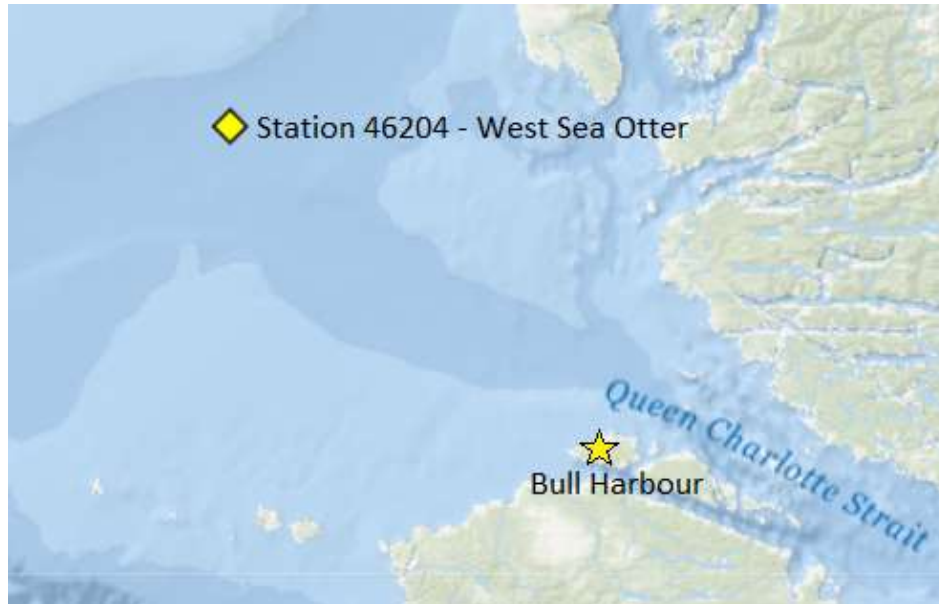 Station 46204 - West Sea Otter
Queen Charlotte Strait
Bull Harbour